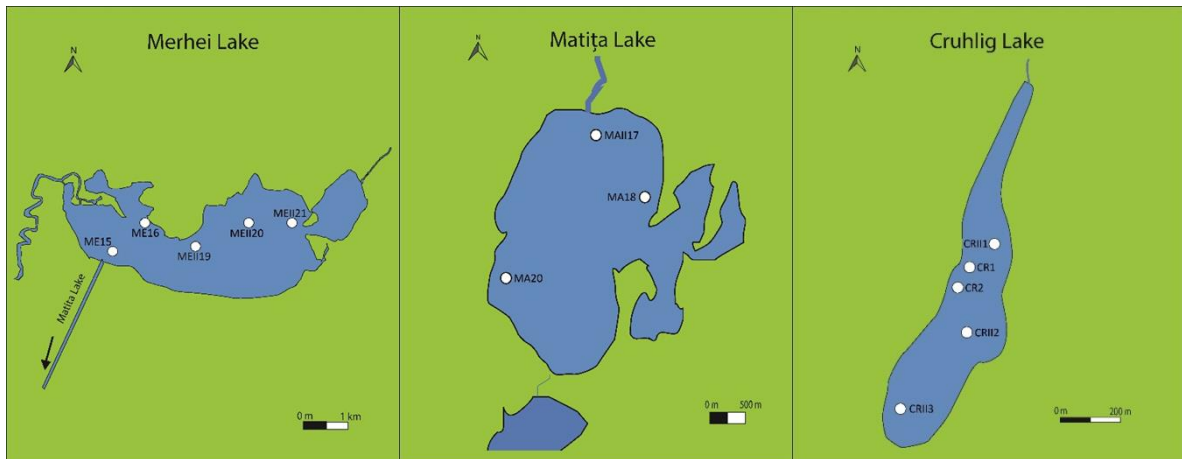 Merhei Lake
N
MEII21
ME16
MEII20
ME15
MEII19
Matița Lake
0 m 1 km
Matița Lake
N
MAII17
MA18
MA20
0 m 500 m
Cruhlig Lake
N
CRII1
CR1
CR2
CRII2
CRII3
0 m 200 m